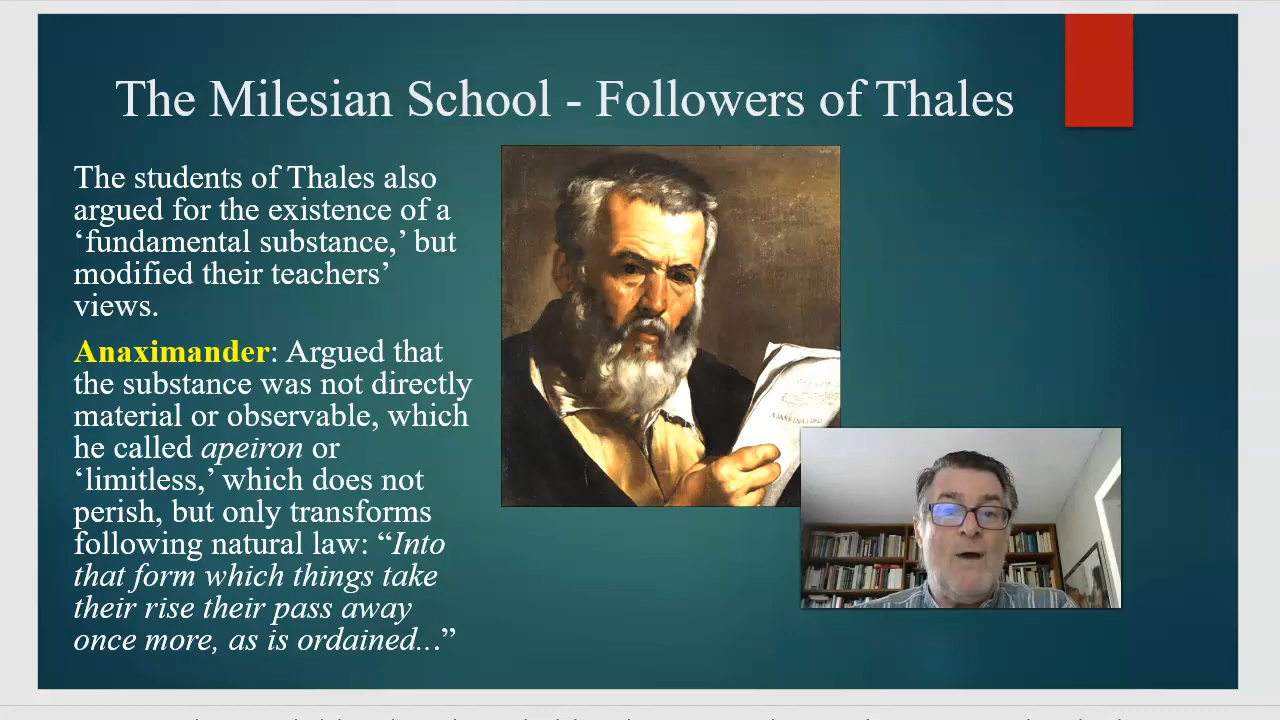 The Milesian School - Followers of Thales
The students of Thales also
argued for the existence of a
‘fundamental substance,’ but
modified their teachers’
views.
Anaximander: Argued that
the substance was not directly
material or observable, which
he called apeiron or
‘limitless,’ which does not
perish, but only transforms
following natural law: “Into
that form which things take
their rise their pass away
once more, as is ordained...”